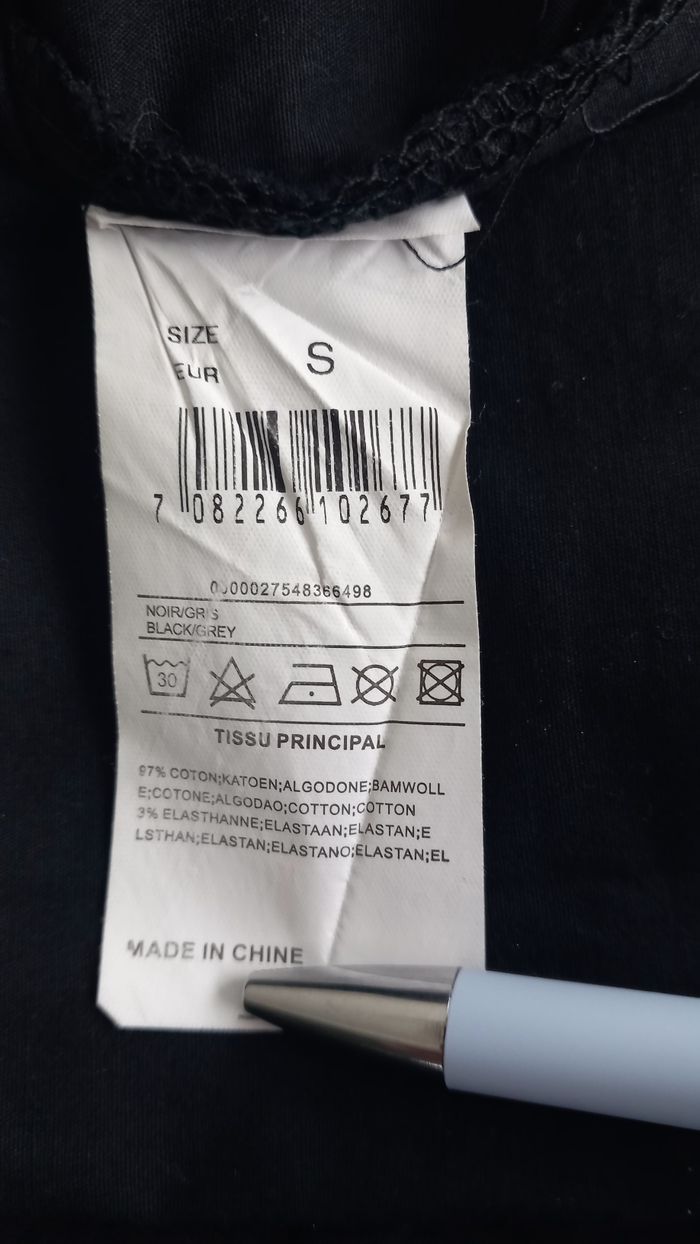 SIZE S
EUR
7 082266 102677
0000027548366498
NOIR/GRIS
BLACK/GREY
30
TISSU PRINCIPAL
97% COTON;KATOEN;ALGODONE;BAMWOLL
E;COTONE;ALGODAO;COTTON;COTTON
3% ELASTHANNE;ELASTAAN;ELASTAN;E
LSTHAN;ELASTAN;ELASTANO;ELASTAN;EL
MADE IN CHINE